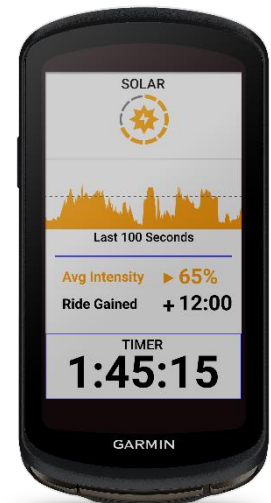 SOLAR
Last 100 Seconds
Avg Intensity ▸ 65%
Ride Gained + 12:00
TIMER
1:45:15
GARMIN